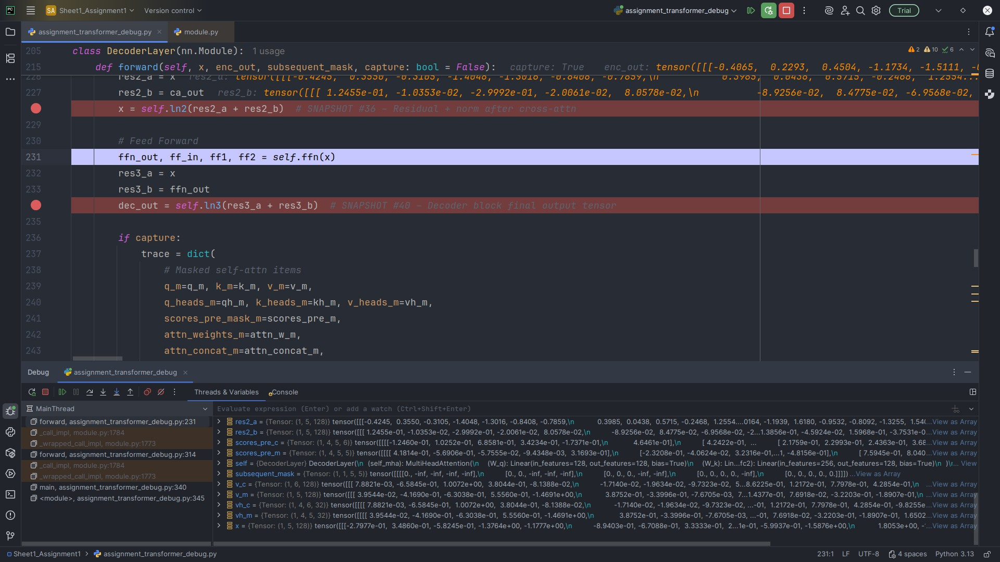 PC SA Sheet1_Assignment1 Version control assignment_transformer_debug Trial
assignment_transformer_debug.py module.py
205 class DecoderLayer(nn.Module): 1 usage 2 10 6
215 def forward(self, x, enc_out, subsequent_mask, capture: bool = False): capture: True enc_out: tensor([[[-0.4065, 0.2293, 0.4504, -1.1734, -1.5111,
226 res2_a = x res2_a: tensor([[[-0.4245, 0.3550, -0.3105, -1.4048, -1.3016, -0.8408, -0.7859,\n 0.3985, 0.0438, 0.5715, -0.2468, 1.2554...
227 res2_b = ca_out res2_b: tensor([[[ 1.2455e-01, -1.0353e-02, -2.9992e-01, -2.0061e-02, 8.0578e-02,\n -8.9256e-02, 8.4775e-02, -6.9568e-02,
x = self.ln2(res2_a + res2_b) # SNAPSHOT #36 – Residual + norm after cross-attn
229
230 # Feed Forward
231 ffn_out, ff_in, ff1, ff2 = self.ffn(x)
232 res3_a = x
233 res3_b = ffn_out
dec_out = self.ln3(res3_a + res3_b) # SNAPSHOT #40 – Decoder block final output tensor
235
236 if capture:
237 trace = dict(
238 # Masked self-attn items
239 q_m=q_m, k_m=k_m, v_m=v_m,
240 q_heads_m=qh_m, k_heads_m=kh_m, v_heads_m=vh_m,
241 scores_pre_mask_m=scores_pre_m,
242 attn_weights_m=attn_w_m,
243 attn_concat_m=attn_concat_m,
Debug assignment_transformer_debug
Threads & Variables Console
MainThread
forward, assignment_transformer_debug.py:231
_call_impl, module.py:1784
_wrapped_call_impl, module.py:1773
forward, assignment_transformer_debug.py:314
_call_impl, module.py:1784
_wrapped_call_impl, module.py:1773
main, assignment_transformer_debug.py:340
<module>, assignment_transformer_debug.py:345
Evaluate expression (Enter) or add a watch (Ctrl+Shift+Enter)
res2_a = {Tensor: (1, 5, 128)} tensor([[[-0.4245, 0.3550, -0.3105, -1.4048, -1.3016, -0.8408, -0.7859,\n 0.3985, 0.0438, 0.5715, -0.2468, 1.2554....0164, -1.1939, 1.6180, -0.9532, -0.8092, -1.3255, 1.540...View as Array
res2_b = {Tensor: (1, 5, 128)} tensor([[[ 1.2455e-01, -1.0353e-02, -2.9992e-01, -2.0061e-02, 8.0578e-02,\n -8.9256e-02, 8.4775e-02, -6.9568e-02, -2...1.3856e-01, -4.5924e-02, 1.5968e-01, -3.7531e-0...View as Array
scores_pre_c = {Tensor: (1, 4, 5, 6)} tensor([[[[-1.2460e-01, 1.0252e-01, 6.8581e-01, 3.4234e-01, -1.7371e-01,\n 4.6461e-01],\n [ 4.2422e-01, ... [ 2.1759e-01, 2.2993e-01, 2.4363e-01, 3.68...View as Array
scores_pre_m = {Tensor: (1, 4, 5, 5)} tensor([[[[ 4.1814e-01, -5.6906e-01, -5.7555e-02, -9.4348e-03, 3.1693e-01],\n [-2.3208e-01, -4.0624e-02, 3.2316e-01,...1, -4.8156e-01],\n [ 7.5945e-01, 8.040...View as Array
self = {DecoderLayer} DecoderLayer(\n (self_mha): MultiHeadAttention(\n (W_q): Linear(in_features=128, out_features=128, bias=True)\n (W_k): Lin...fc2): Linear(in_features=256, out_features=128, bias=True)\n )\... View
subsequent_mask = {Tensor: (1, 1, 5, 5)} tensor([[[[0., -inf, -inf, -inf, -inf],\n [0., 0., -inf, -inf, -inf],\n [0., 0., 0., -inf, -inf],\n [0., 0., 0., 0., -inf],\n [0., 0., 0., 0., 0.]]]]) ...View as Array
v_c = {Tensor: (1, 6, 128)} tensor([[[ 7.8821e-03, -6.5845e-01, 1.0072e+00, 3.8044e-01, -8.1388e-02,\n -1.7140e-02, -1.9634e-02, -9.7323e-02, 5...8.6225e-01, 1.2172e-01, 7.7978e-01, 4.2854e-01,\n ...View as Array
v_m = {Tensor: (1, 5, 128)} tensor([[[ 3.9544e-02, -4.1690e-01, -6.3038e-01, 5.5560e-01, -1.4691e+00,\n 3.8752e-01, -3.3996e-01, -7.6705e-03, 7...1.4377e-01, 7.6918e-02, -3.2203e-01, -1.8907e-01,\n ...View as Array
vh_c = {Tensor: (1, 4, 6, 32)} tensor([[[[ 7.8821e-03, -6.5845e-01, 1.0072e+00, 3.8044e-01, -8.1388e-02,\n -1.7140e-02, -1.9634e-02, -9.7323e-02, ...-01, 1.2172e-01, 7.7978e-01, 4.2854e-01, -9.8255e...View as Array
vh_m = {Tensor: (1, 4, 5, 32)} tensor([[[[ 3.9544e-02, -4.1690e-01, -6.3038e-01, 5.5560e-01, -1.4691e+00,\n 3.8752e-01, -3.3996e-01, -7.6705e-03, ...-01, 7.6918e-02, -3.2203e-01, -1.8907e-01, 1.6502...View as Array
x = {Tensor: (1, 5, 128)} tensor([[[-2.7977e-01, 3.4860e-01, -5.8245e-01, -1.3764e+00, -1.1777e+00,\n -8.9403e-01, -6.7088e-01, 3.3333e-01, 2...1e-01, -5.9937e-01, -1.5876e+00,\n 1.8053e+00, -...View as Array
Sheet1_Assignment1 > assignment_transformer_debug.py 231:1 LF UTF-8 4 spaces Python 3.13